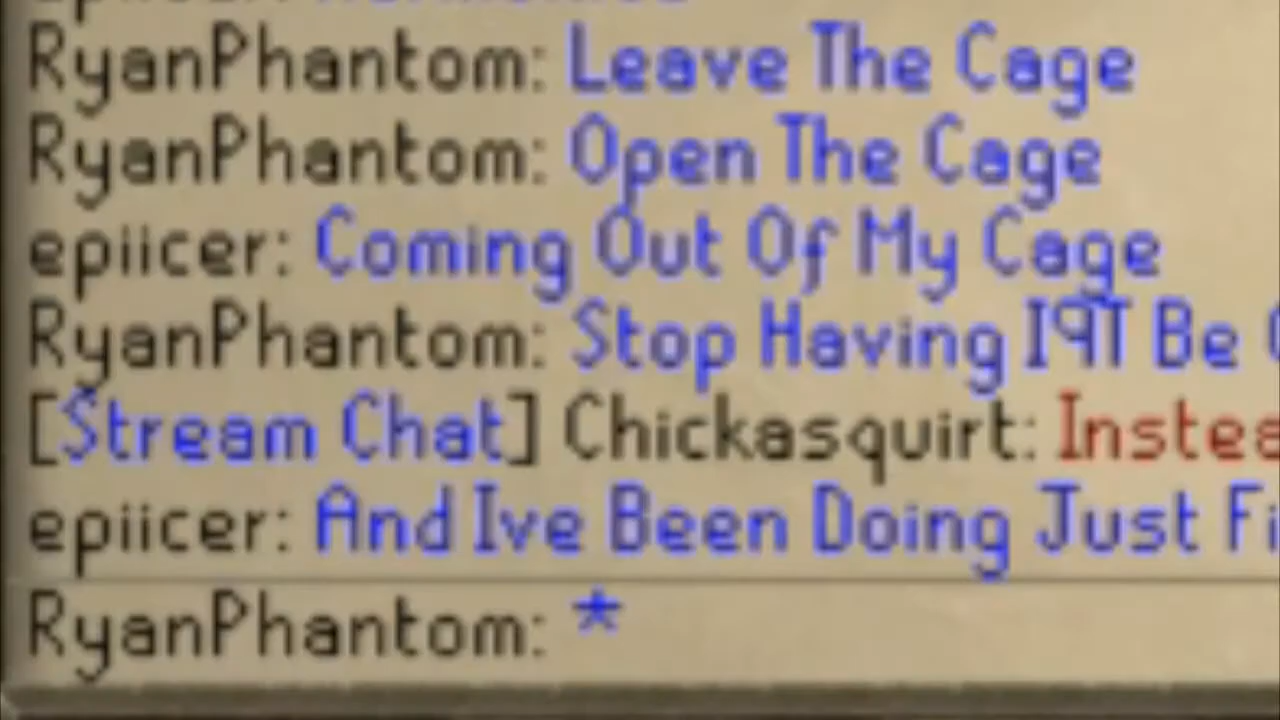 RyanPhantom: Leave The Cage
RyanPhantom: Open The Cage
epiicer: Coming Out Of My Cage
RyanPhantom: Stop Having Be
[Stream Chat] Chickasquirt:
epiicer: And Ive Been Doing Just
RyanPhantom: *